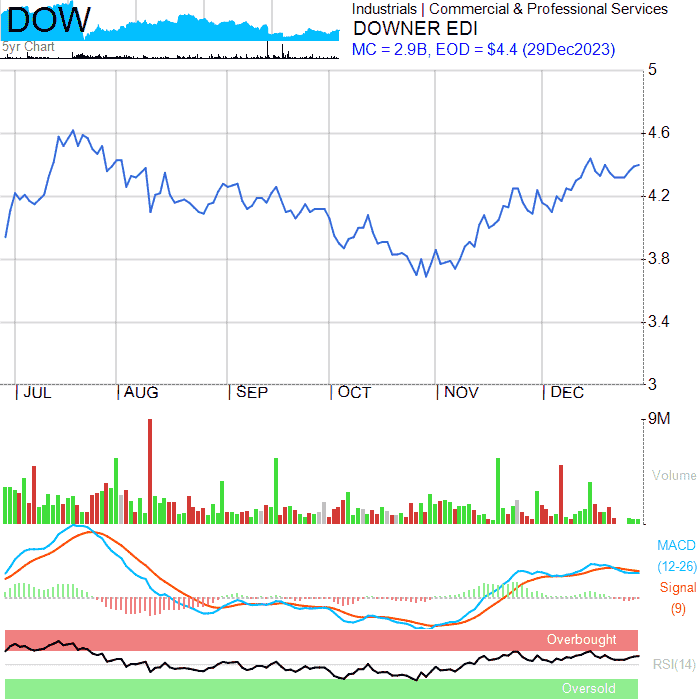 DOW
5yr Chart
Industrials | Commercial & Professional Services
DOWNER EDI
MC = 2.9B, EOD = $4.4 (29Dec2023)
5
4.6
4.2
3.8
3.4
3
JUL AUG SEP OCT NOV DEC
9M
Volume
MACD
(12-26)
Signal
(9)
Overbought
RSI(14)
Oversold